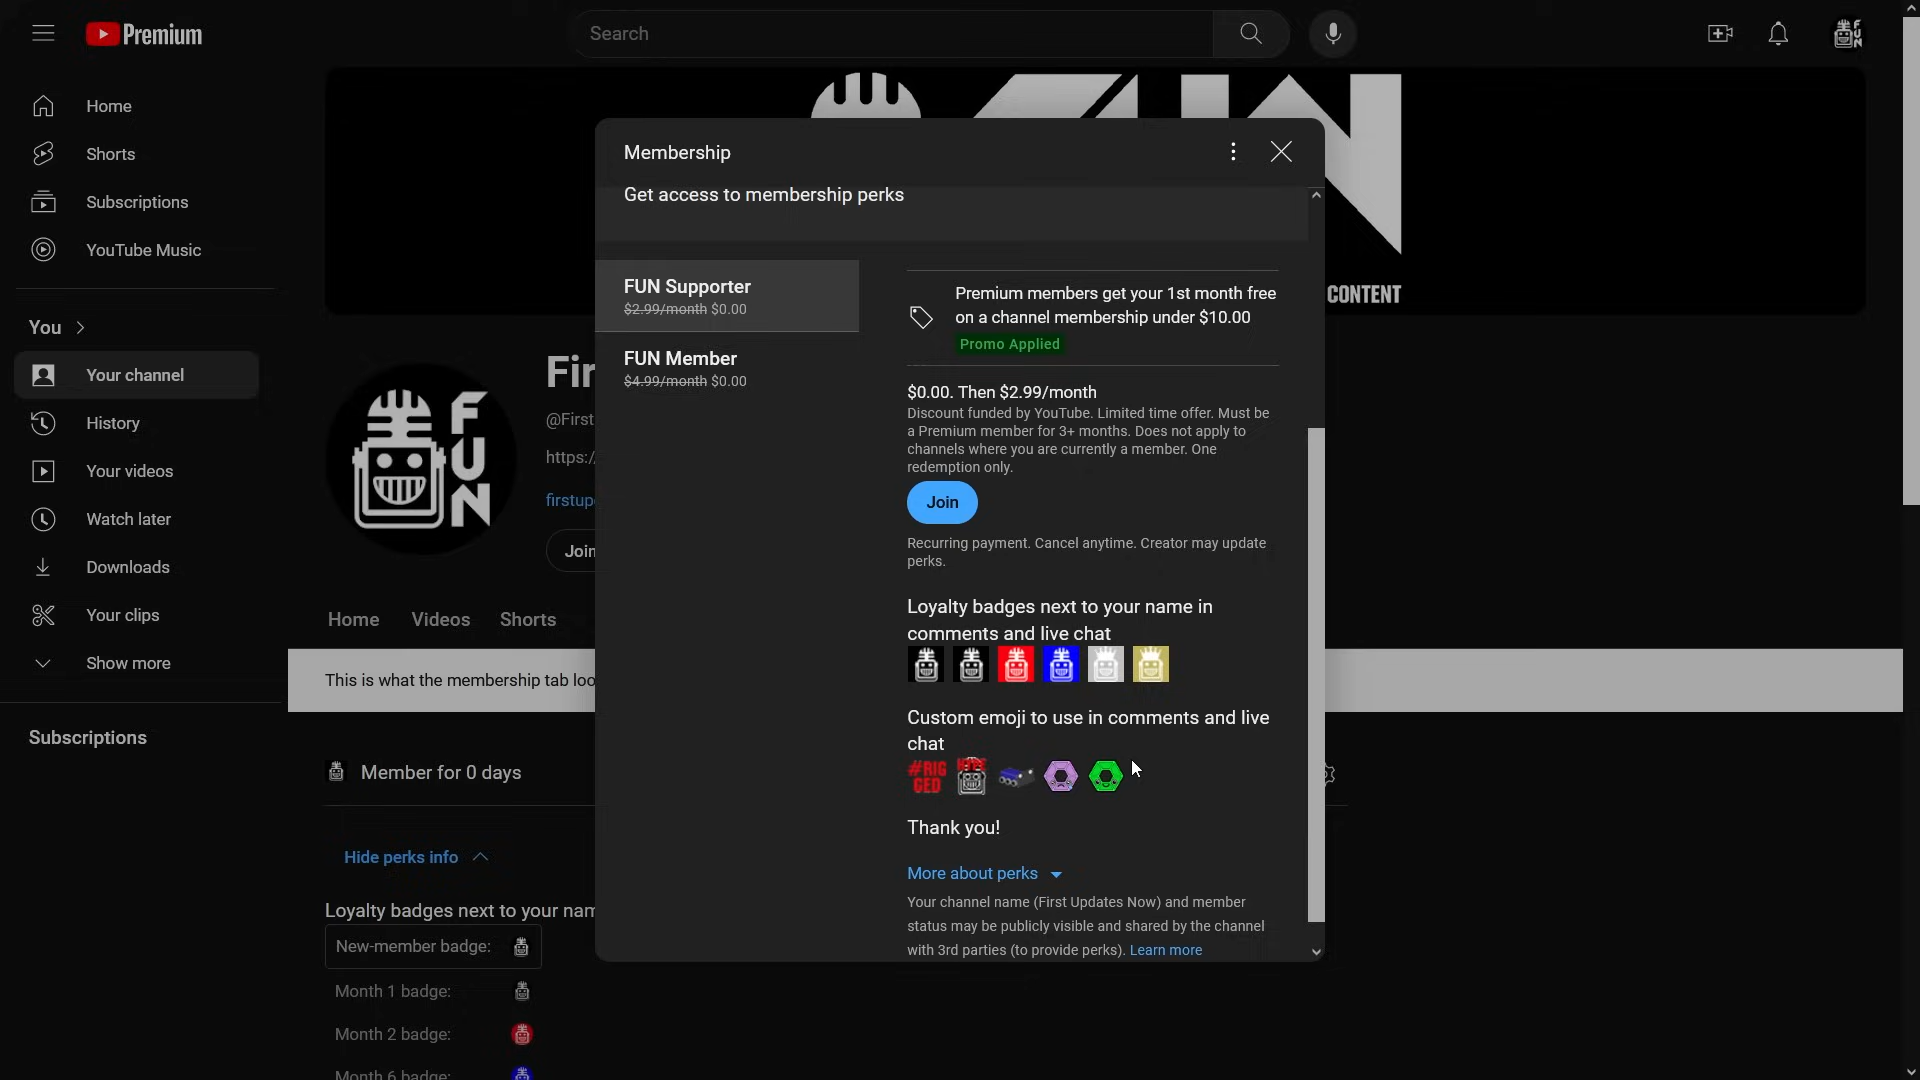 Premium
Search
FUN
Home
Shorts
Subscriptions
YouTube Music
You
Your channel
History
Your videos
Watch later
Downloads
Your clips
Show more
Subscriptions
CONTENT
FUN
Fir
@First
https:/
firstup
Join
Home Videos Shorts
This is what the membership tab loo
Member for 0 days
Hide perks info
Loyalty badges next to your nam
New-member badge:
Month 1 badge:
Month 2 badge:
Month 6 badge:
Membership
Get access to membership perks
FUN Supporter
$2.99/month $0.00
FUN Member
$4.99/month $0.00
Premium members get your 1st month free
on a channel membership under $10.00
Promo Applied
$0.00. Then $2.99/month
Discount funded by YouTube. Limited time offer. Must be
a Premium member for 3+ months. Does not apply to
channels where you are currently a member. One
redemption only.
Join
Recurring payment. Cancel anytime. Creator may update
perks.
Loyalty badges next to your name in
comments and live chat
Custom emoji to use in comments and live
chat
#RIG
GED
HYPE
Thank you!
More about perks
Your channel name (First Updates Now) and member
status may be publicly visible and shared by the channel
with 3rd parties (to provide perks). Learn more